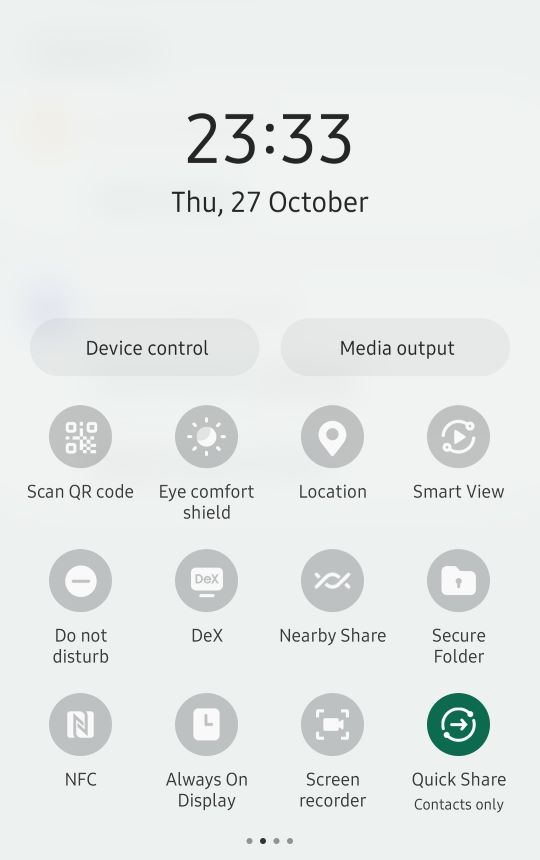 23:33
Thu, 27 October
Device control
Media output
Scan QR code
Eye comfort
shield
Location
Smart View
Do not
disturb
DeX
DeX
Nearby Share
Secure
Folder
NFC
Always On
Display
Screen
recorder
Quick Share
Contacts only